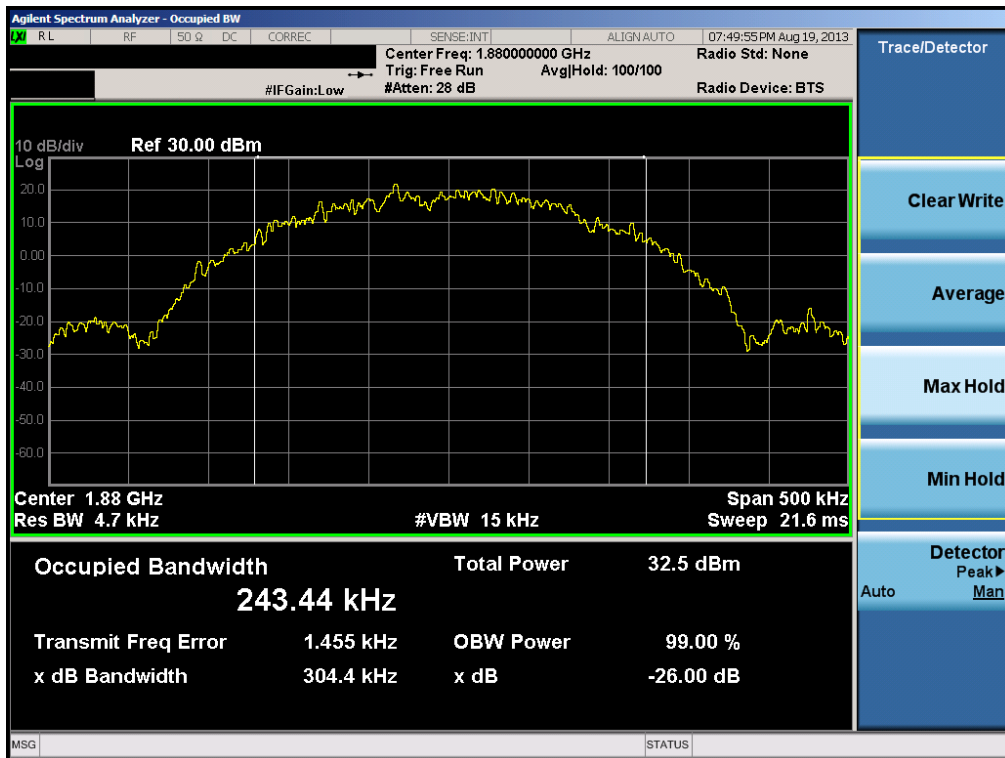 Agilent Spectrum Analyzer - Occupied BW
LXI RL RF 50 Ω DC CORREC SENSE:INT ALIGN AUTO 07:49:55 PM Aug 19, 2013
Center Freq: 1.880000000 GHz Radio Std: None
Trig: Free Run Avg|Hold: 100/100
#IFGain:Low #Atten: 28 dB Radio Device: BTS
10 dB/div Ref 30.00 dBm
Log
20.0
10.0
0.00
-10.0
-20.0
-30.0
-40.0
-50.0
-60.0
Center 1.88 GHz Span 500 kHz
Res BW 4.7 kHz #VBW 15 kHz Sweep 21.6 ms
Occupied Bandwidth Total Power 32.5 dBm
243.44 kHz
Transmit Freq Error 1.455 kHz OBW Power 99.00 %
x dB Bandwidth 304.4 kHz x dB -26.00 dB
MSG STATUS
Trace/Detector
Clear Write
Average
Max Hold
Min Hold
Detector
Peak▶
Auto Man